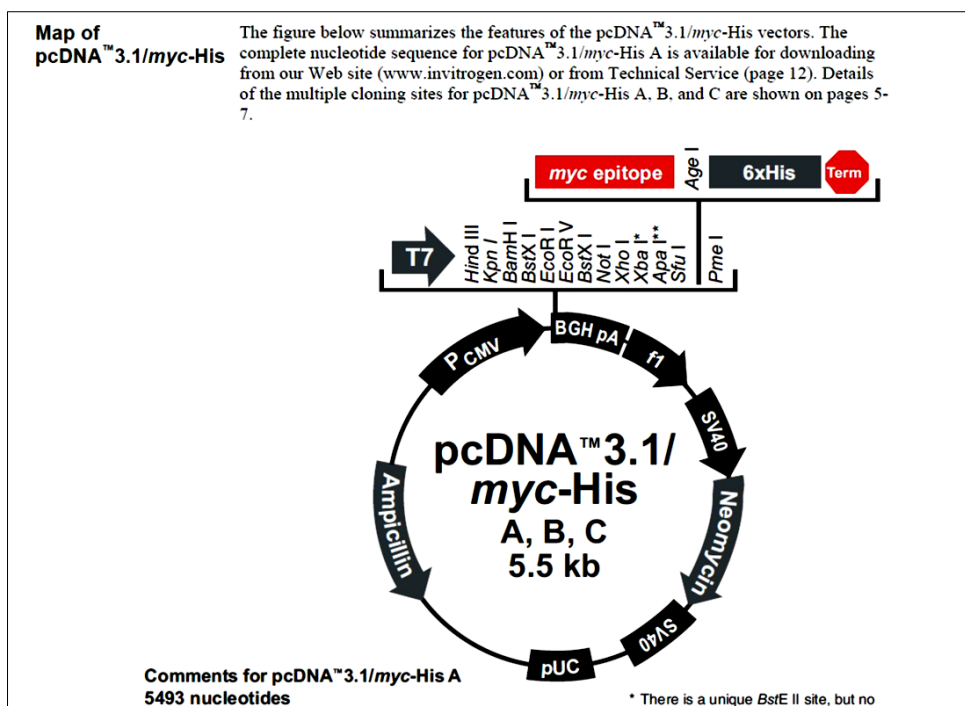 Map of
pcDNA™3.1/myc-His
The figure below summarizes the features of the pcDNA™3.1/myc-His vectors. The
complete nucleotide sequence for pcDNA™3.1/myc-His A is available for downloading
from our Web site (www.invitrogen.com) or from Technical Service (page 12). Details
of the multiple cloning sites for pcDNA™3.1/myc-His A, B, and C are shown on pages 5-
7.
myc epitope
Age I
6xHis
Term
T7
Hind III
Kpn I
BamH I
BstX I
EcoR I
EcoR V
BstX I
Not I
Xho I
Xba I*
Apa I**
Sfu I
Pme I
P CMV
BGH pA
f1
SV40
Neomycin
SV40
pUC
Ampicillin
pcDNA™3.1/
myc-His
A, B, C
5.5 kb
Comments for pcDNA™3.1/myc-His A
5493 nucleotides
* There is a unique BstE II site, but no